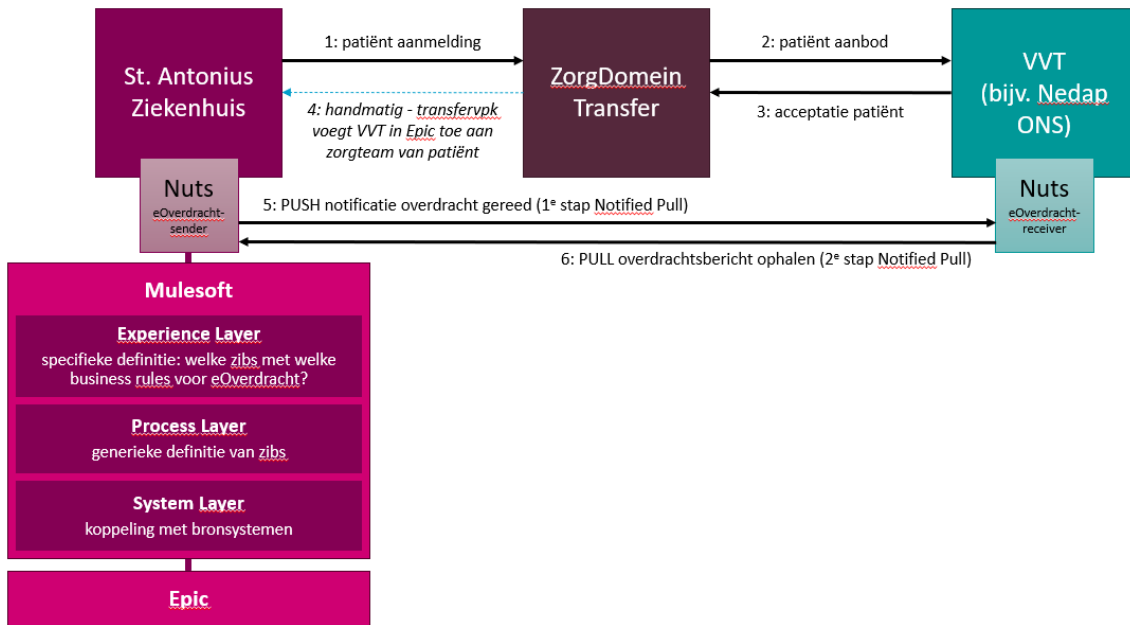 St. Antonius
Ziekenhuis
1: patiënt aanmelding
4: handmatig - transfervpk
voegt VVT in Epic toe aan
zorgteam van patiënt
ZorgDomein
Transfer
2: patiënt aanbod
3: acceptatie patiënt
VVT
(bijv. Nedap
ONS)
Nuts
eOverdracht-
sender
5: PUSH notificatie overdracht gereed (1e stap Notified Pull)
6: PULL overdrachtsbericht ophalen (2e stap Notified Pull)
Nuts
eOverdracht-
receiver
Mulesoft
Experience Layer
specifieke definitie: welke zibs met welke
business rules voor eOverdracht?
Process Layer
generieke definitie van zibs
System Layer
koppeling met bronsystemen
Epic